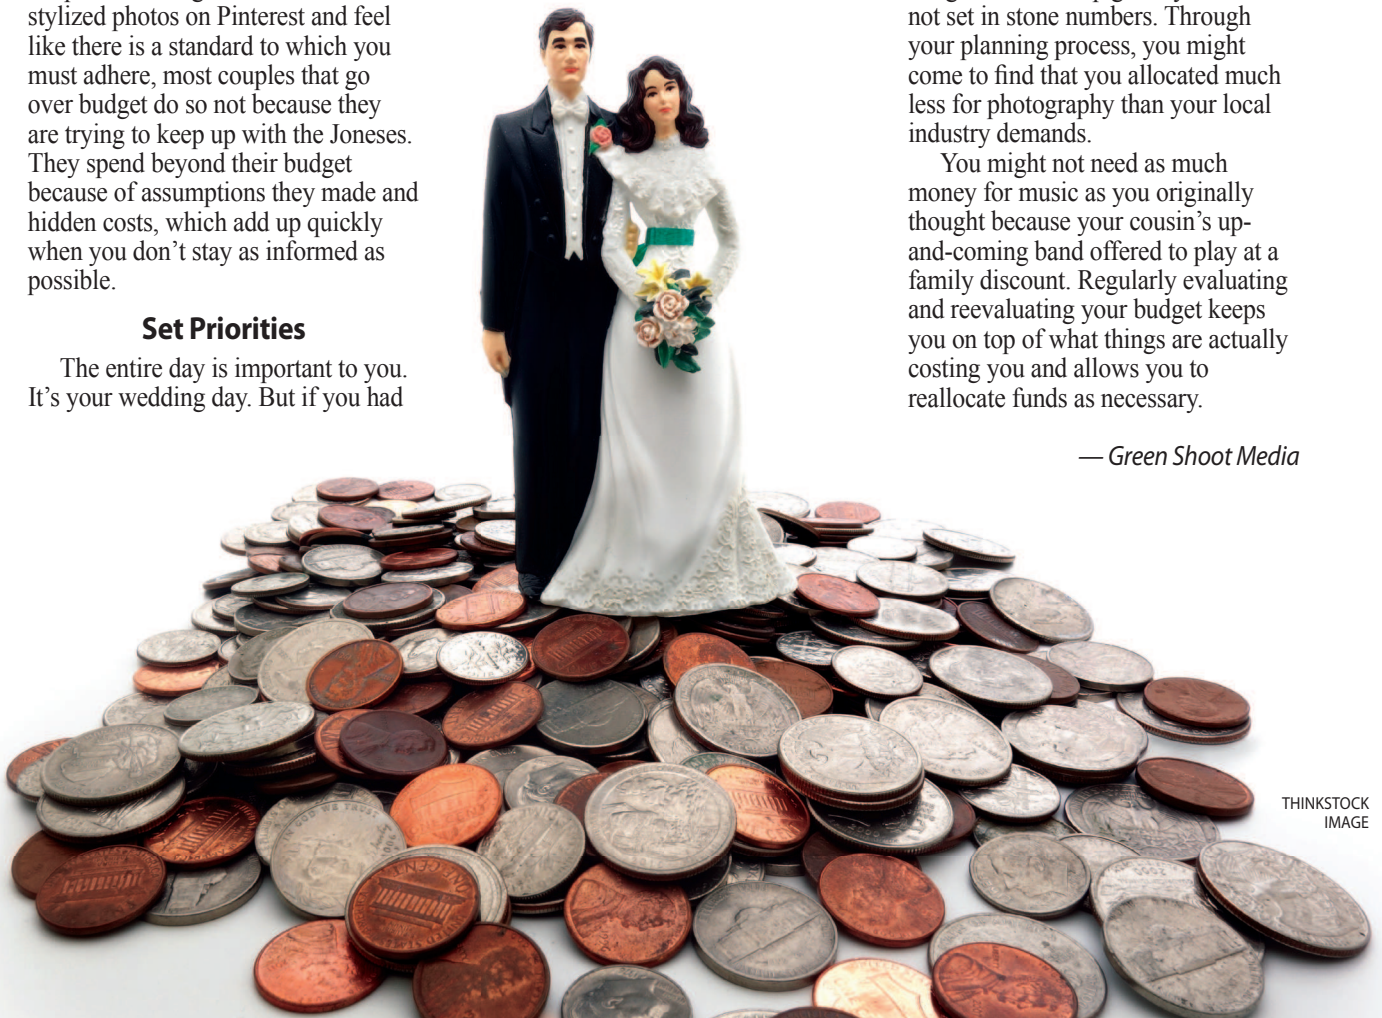 stylized photos on Pinterest and feel
like there is a standard to which you
must adhere, most couples that go
over budget do so not because they
are trying to keep up with the Joneses.
They spend beyond their budget
because of assumptions they made and
hidden costs, which add up quickly
when you don’t stay as informed as
possible.
Set Priorities
The entire day is important to you.
It’s your wedding day. But if you had
not set in stone numbers. Through
your planning process, you might
come to find that you allocated much
less for photography than your local
industry demands.
You might not need as much
money for music as you originally
thought because your cousin’s up-
and-coming band offered to play at a
family discount. Regularly evaluating
and reevaluating your budget keeps
you on top of what things are actually
costing you and allows you to
reallocate funds as necessary.
— Green Shoot Media
THINKSTOCK
IMAGE